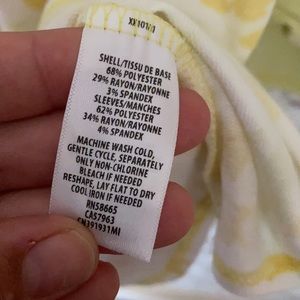 SHELL/TISSU DE BASE
68% POLYESTER
29% RAYON/RAYONNE
3% SPANDEX
SLEEVES/MANCHES
62% POLYESTER
34% RAYON/RAYONNE
4% SPANDEX
MACHINE WASH COLD,
GENTLE CYCLE, SEPARATELY
ONLY NON-CHLORINE
BLEACH IF NEEDED
RESHAPE, LAY FLAT TO DRY
COOL IRON IF NEEDED
RN58665
CA57963
CN391931MI